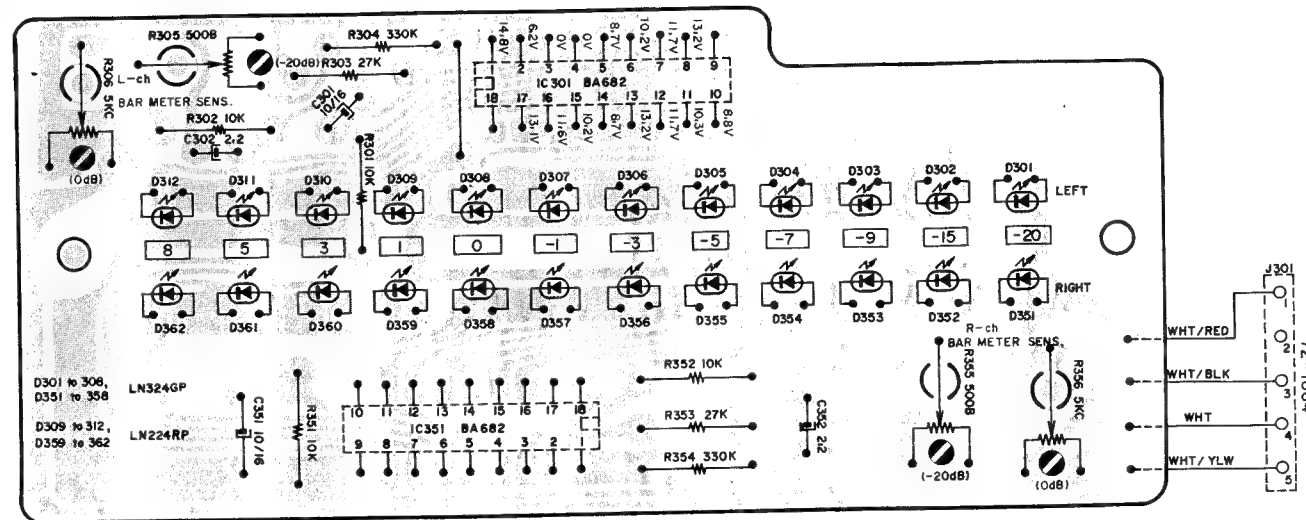 R305 500B
R304 330K
(-20dB)
R303 27K
R306 5KC
L-ch
BAR METER SENS.
C301
10/16
R302 10K
C302 2.2
R301 10K
(0dB)
14.8V 6.2V 0V 0V 8.7V 10.2V 11.7V 13.2V
2 3 4 5 6 7 8 9
IC301 BA682
18 17 16 15 14 13 12 11 10
13.1V 11.6V 10.2V 8.7V 13.2V 11.7V 10.3V 8.8V
D312 D311 D310 D309 D308 D307 D306 D305 D304 D303 D302 D301
LEFT
8 5 3 1 0 -1 -3 -5 -7 -9 -15 -20
RIGHT
D362 D361 D360 D359 D358 D357 D356 D355 D354 D353 D352 D351
R-ch
BAR METER SENS.
J301
WHT/RED
2
WHT/BLK
3
WHT
4
WHT/YLW
5
D301 to 308,
D351 to 358
LN324GP
D309 to 312,
D359 to 362
LN224RP
C351 10/16
R351 10K
10 11 12 13 14 15 16 17 18
IC351 BA682
9 8 7 6 5 4 3 2
R352 10K
R353 27K
R354 330K
C352 2.2
R355 500B
(-20dB)
R356 5KC
(0dB)